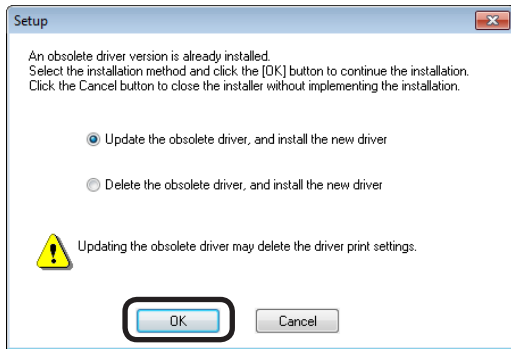 Setup
An obsolete driver version is already installed.
Select the installation method and click the [OK] button to continue the installation.
Click the Cancel button to close the installer without implementing the installation.
Update the obsolete driver, and install the new driver
Delete the obsolete driver, and install the new driver
Updating the obsolete driver may delete the driver print settings.
OK
Cancel